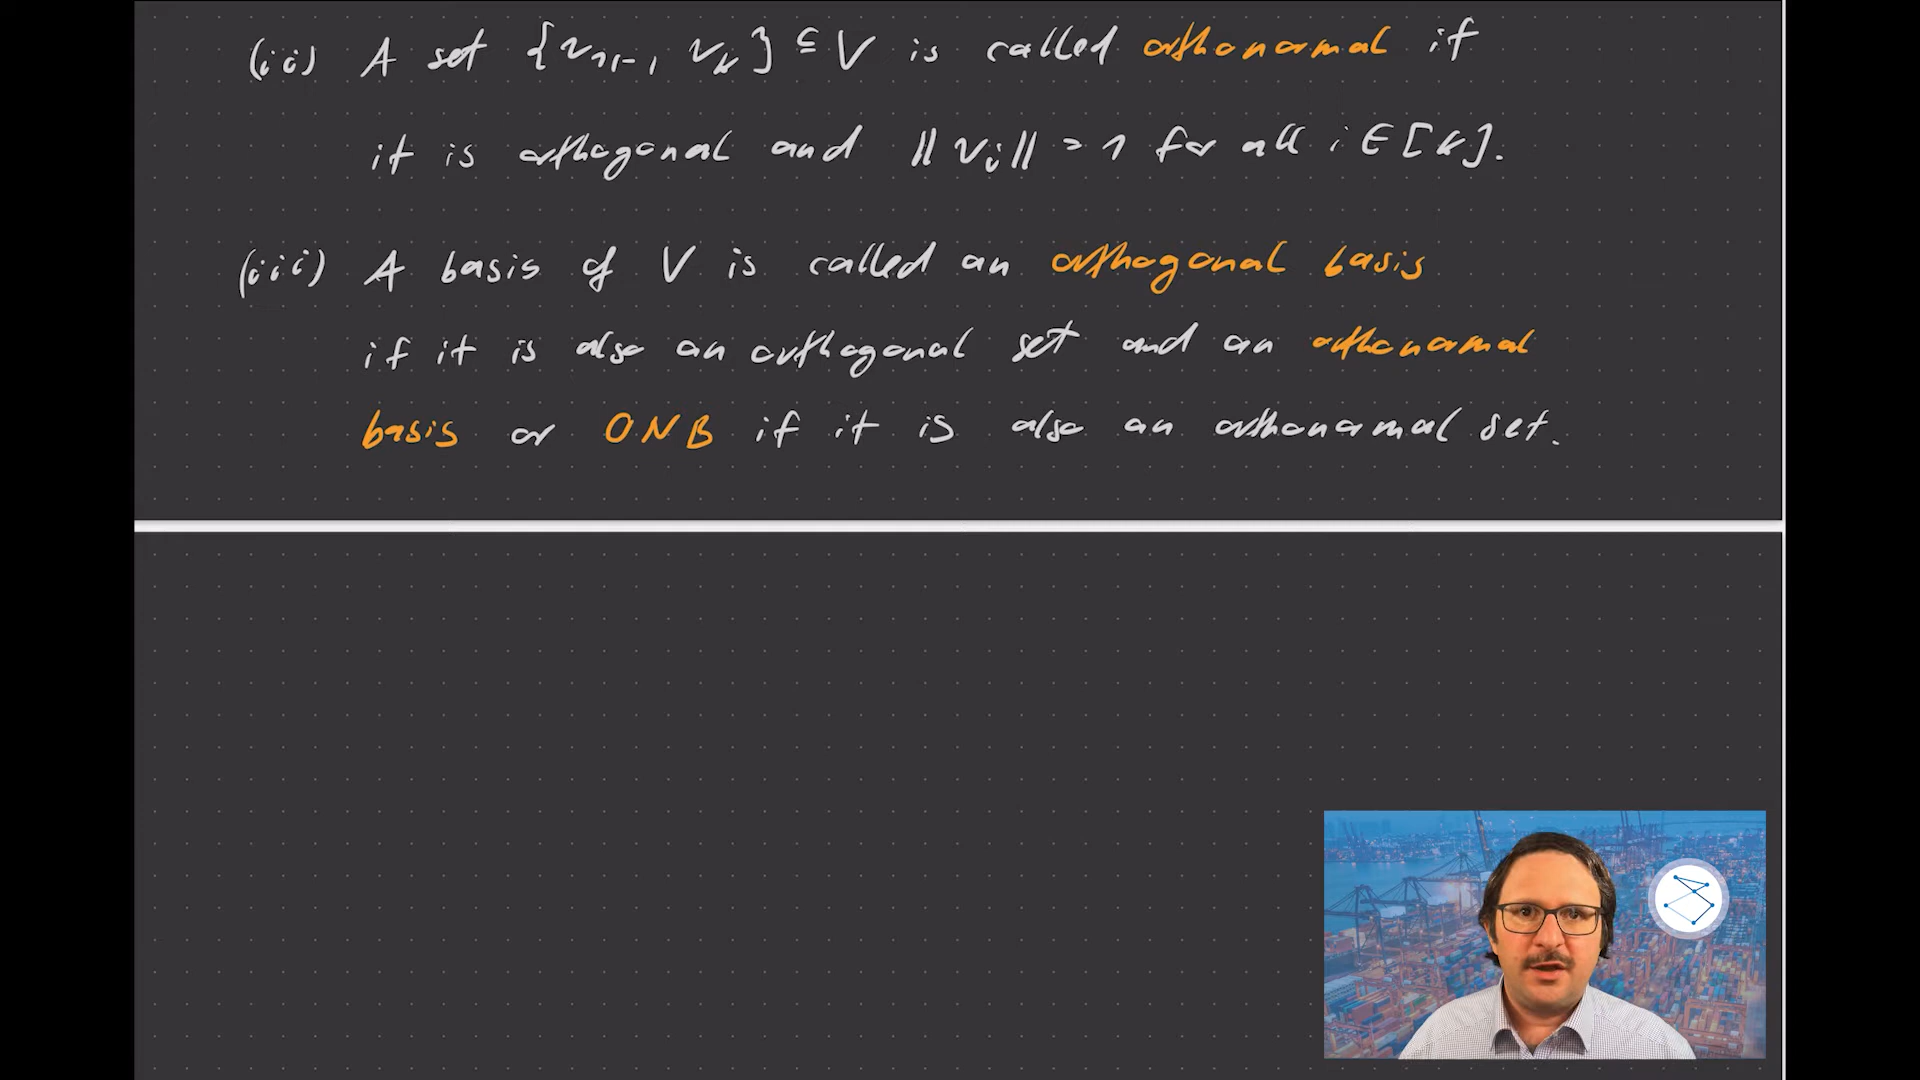 (ii) A set {v₁,…, vₖ} ⊆ V is called orthonormal if
it is orthogonal and ||vᵢ|| = 1 for all i ∈ [k].
(iii) A basis of V is called an orthogonal basis
if it is also an orthogonal set and an orthonormal
basis or ONB if it is also an orthonormal set.